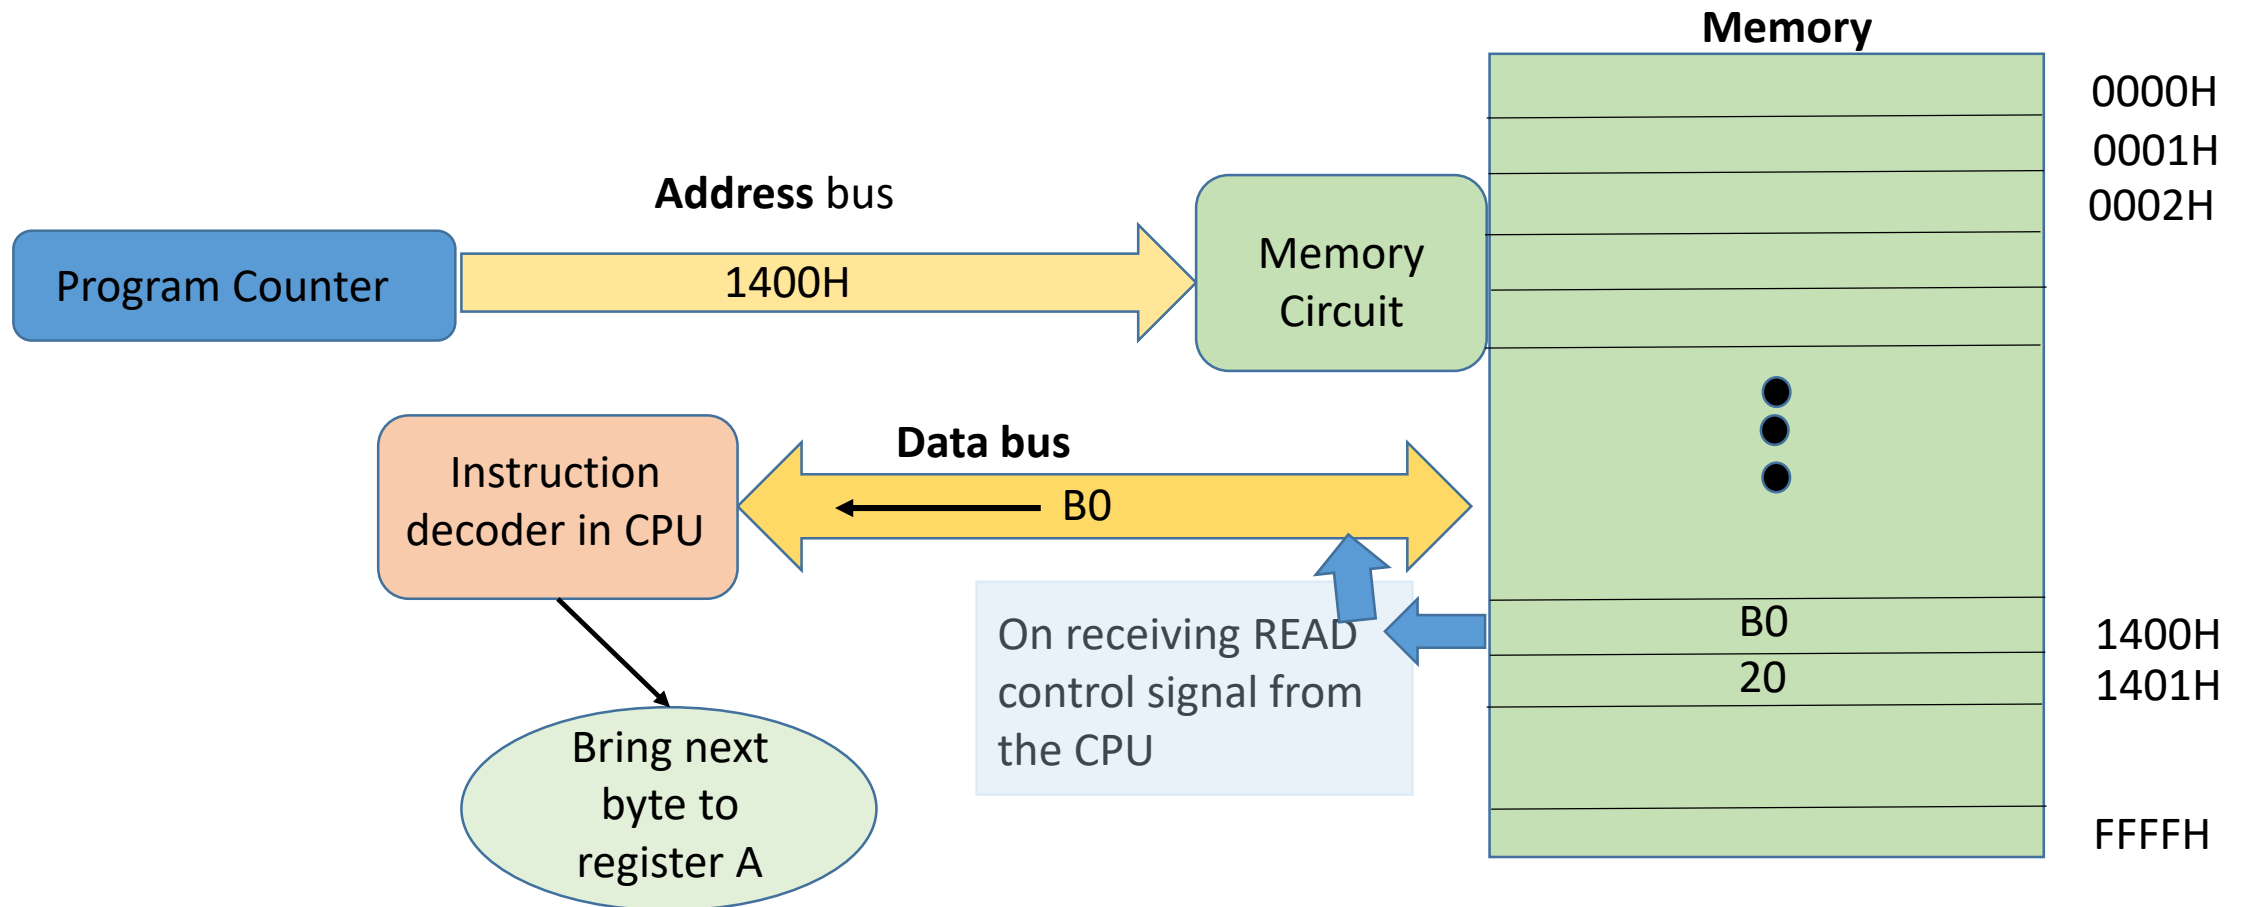 Memory
0000H
0001H
0002H
Address bus
Program Counter
1400H
Memory
Circuit
Data bus
Instruction
decoder in CPU
B0
On receiving READ
control signal from
the CPU
B0
1400H
20
1401H
Bring next
byte to
register A
FFFFH